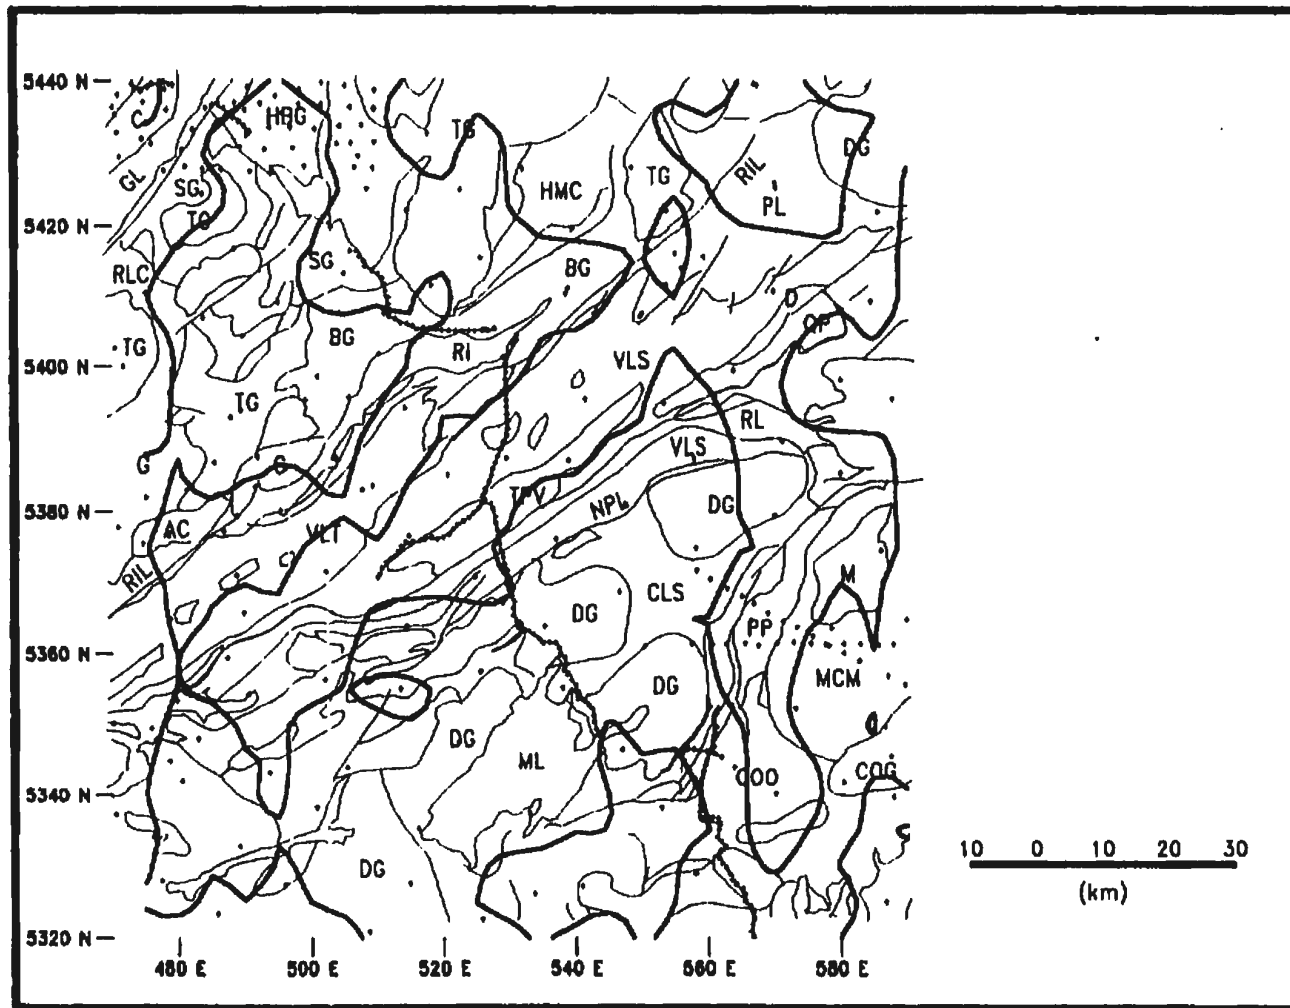 5440 N
HBG
TG
DG
GL
SG
HMC
TG
RIL
PL
5420 N
TG
SG
BG
RLC
D
QP
TG
BG
RI
VLS
5400 N
TG
RL
G
G
VLS
5380 N
AC
VLT
TPV
NPL
DG
RIL
M
DG
CLS
PP
5360 N
DG
MCM
DG
ML
COO
COG
5340 N
DG
10 0 10 20 30
(km)
5320 N
480 E 500 E 520 E 540 E 560 E 580 E